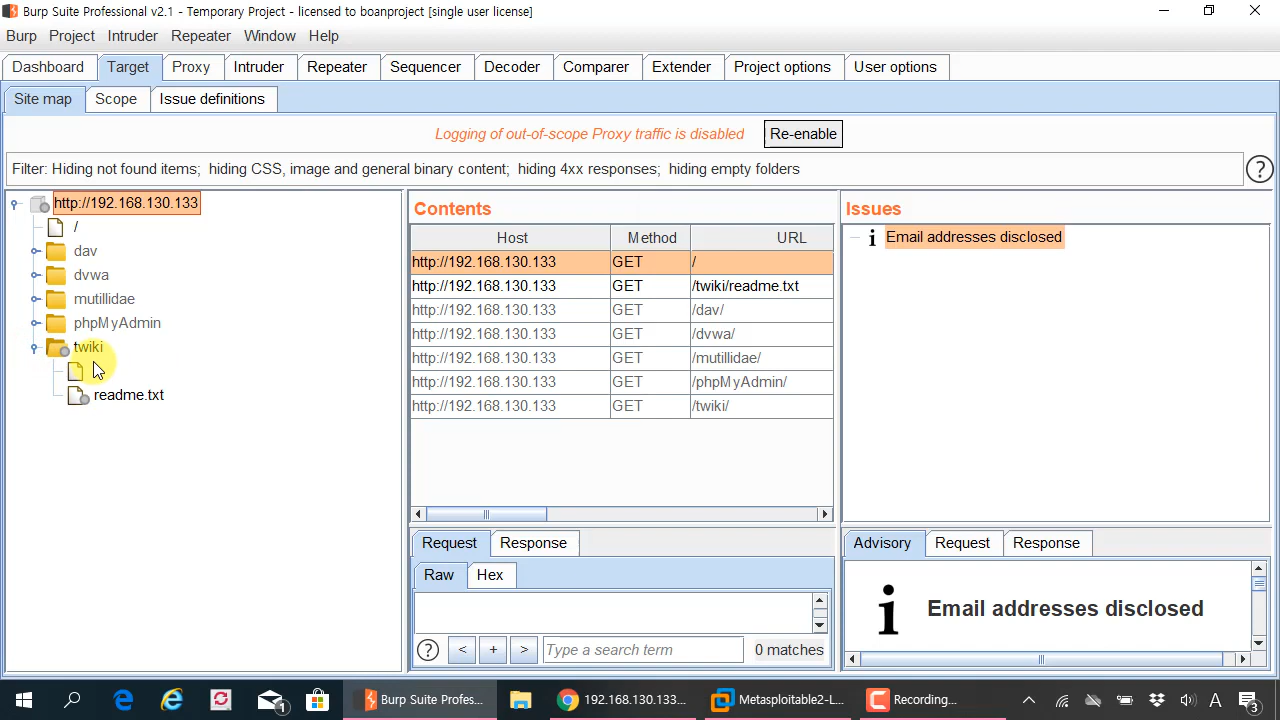 Burp Suite Professional v2.1 - Temporary Project - licensed to boanproject [single user license]
Burp Project Intruder Repeater Window Help
Dashboard Target Proxy Intruder Repeater Sequencer Decoder Comparer Extender Project options User options
Site map Scope Issue definitions
Logging of out-of-scope Proxy traffic is disabled Re-enable
Filter: Hiding not found items; hiding CSS, image and general binary content; hiding 4xx responses; hiding empty folders ?
http://192.168.130.133
/
dav
dvwa
mutillidae
phpMyAdmin
twiki
readme.txt
Contents
Host Method URL
http://192.168.130.133 GET /
http://192.168.130.133 GET /twiki/readme.txt
http://192.168.130.133 GET /dav/
http://192.168.130.133 GET /dvwa/
http://192.168.130.133 GET /mutillidae/
http://192.168.130.133 GET /phpMyAdmin/
http://192.168.130.133 GET /twiki/
Request Response
Raw Hex
? < + > Type a search term 0 matches
Issues
i Email addresses disclosed
Advisory Request Response
i Email addresses disclosed
1 Burp Suite Profes... 192.168.130.133... Metasploitable2-L... Recording... A 3